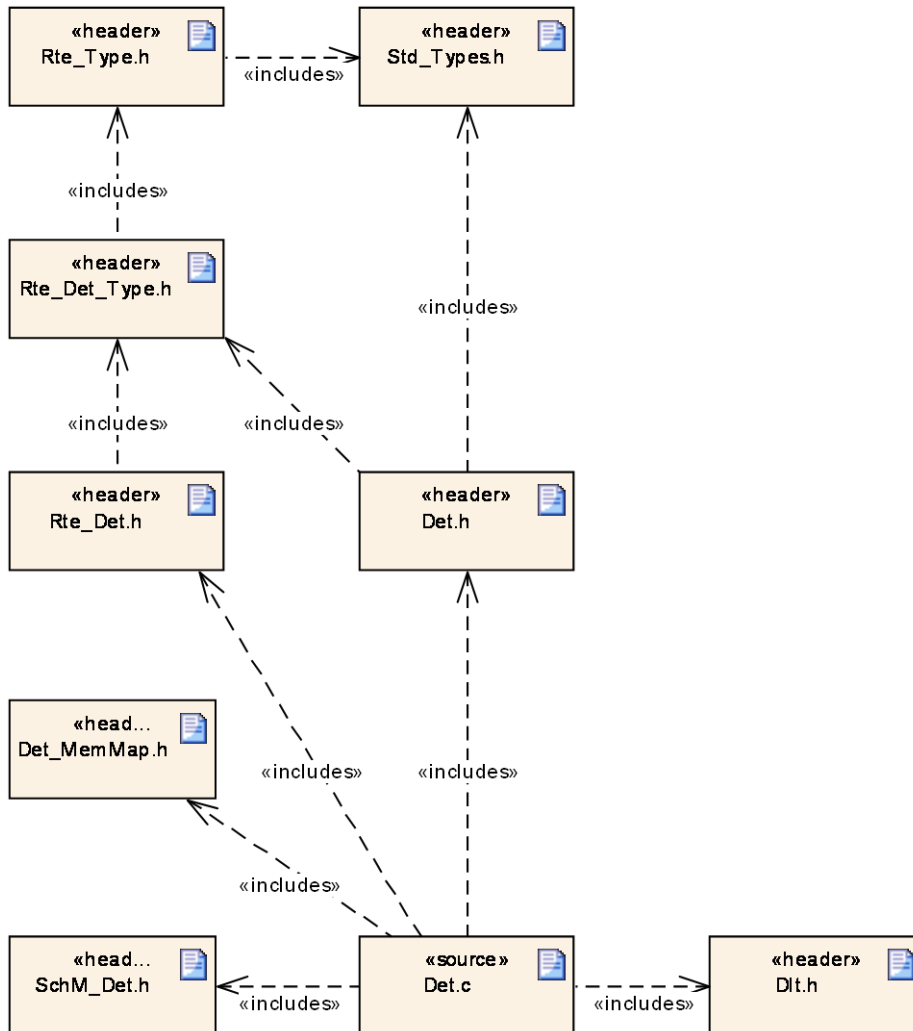 «header»
Rte_Type.h
«includes»
«header»
Std_Types.h
«includes»
«header»
Rte_Det_Type.h
«includes»
«includes»
«includes»
«header»
Rte_Det.h
«header»
Det.h
«head...
Det_MemMap.h
«includes»
«includes»
«includes»
«head...
SchM_Det.h
«includes»
«source»
Det.c
«includes»
«header»
Dlt.h